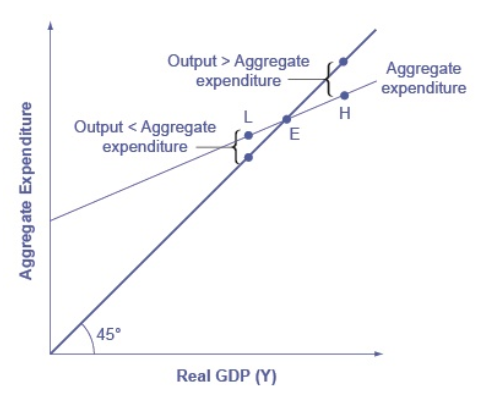 Output > Aggregate
expenditure
Aggregate
expenditure
Output < Aggregate
expenditure
L
E
H
Aggregate Expenditure
45°
Real GDP (Y)